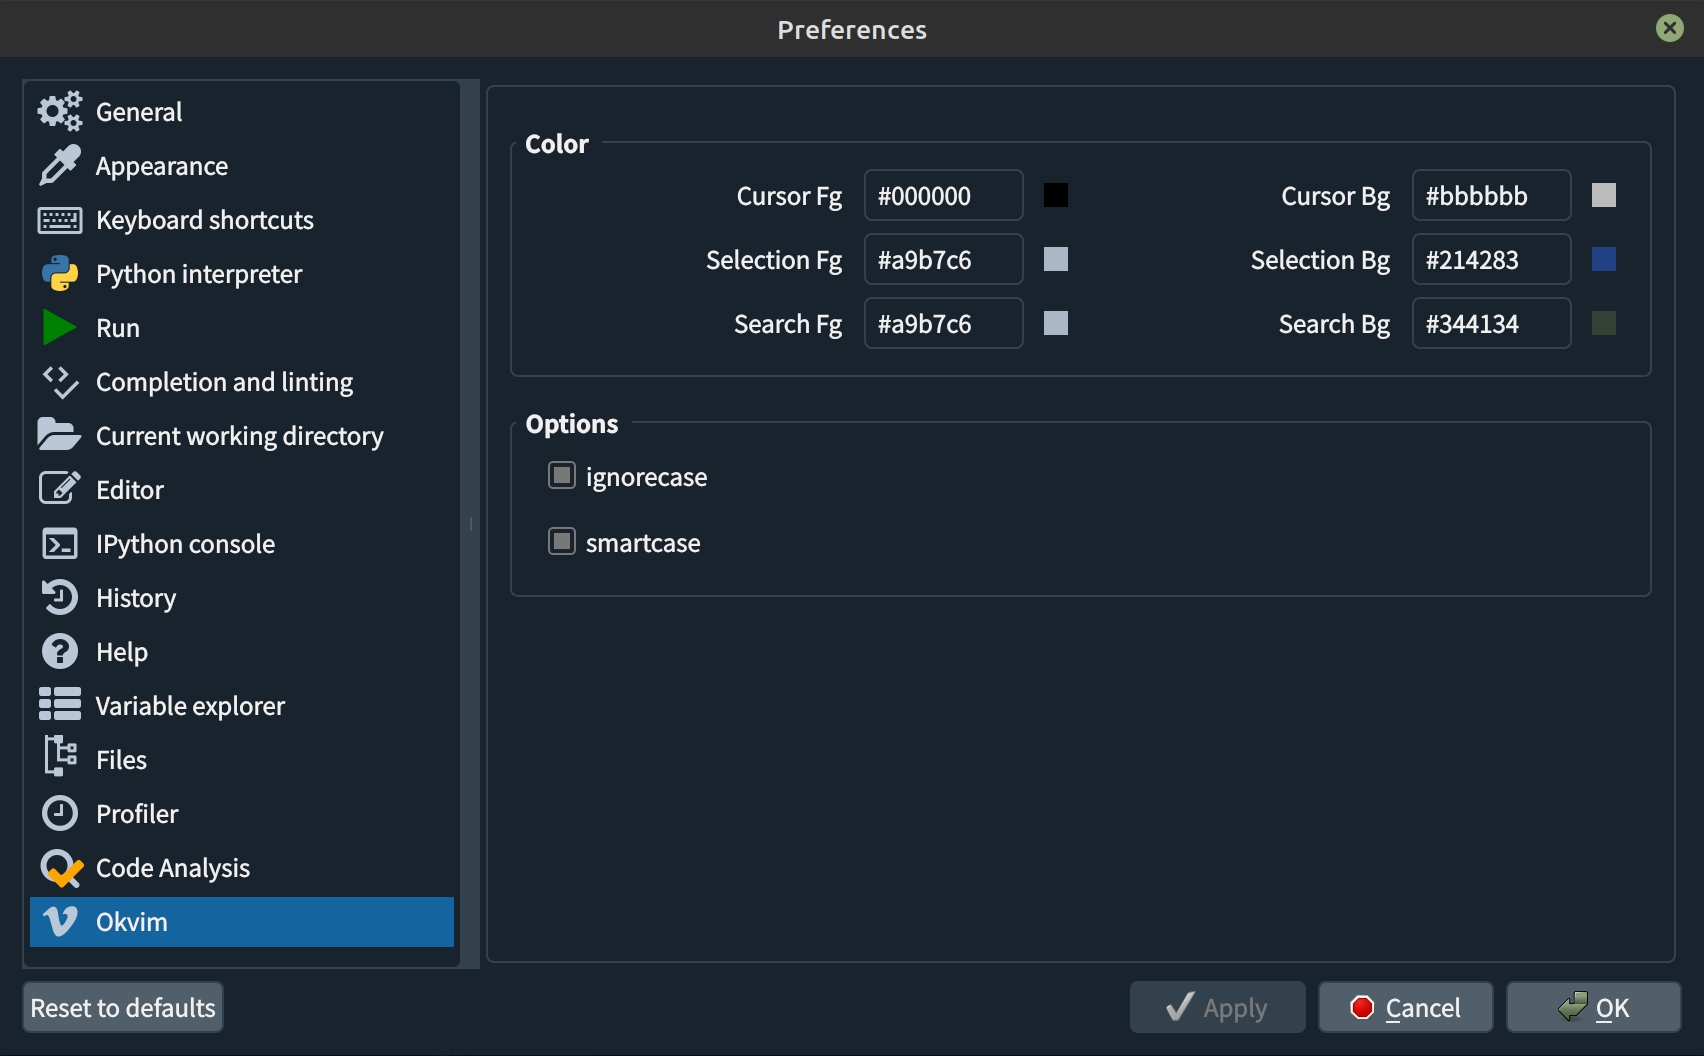 Preferences
General
Appearance
Keyboard shortcuts
Python interpreter
Run
Completion and linting
Current working directory
Editor
IPython console
History
Help
Variable explorer
Files
Profiler
Code Analysis
Okvim
Color
Cursor Fg #000000 Cursor Bg #bbbbbb
Selection Fg #a9b7c6 Selection Bg #214283
Search Fg #a9b7c6 Search Bg #344134
Options
ignorecase
smartcase
Reset to defaults Apply Cancel OK